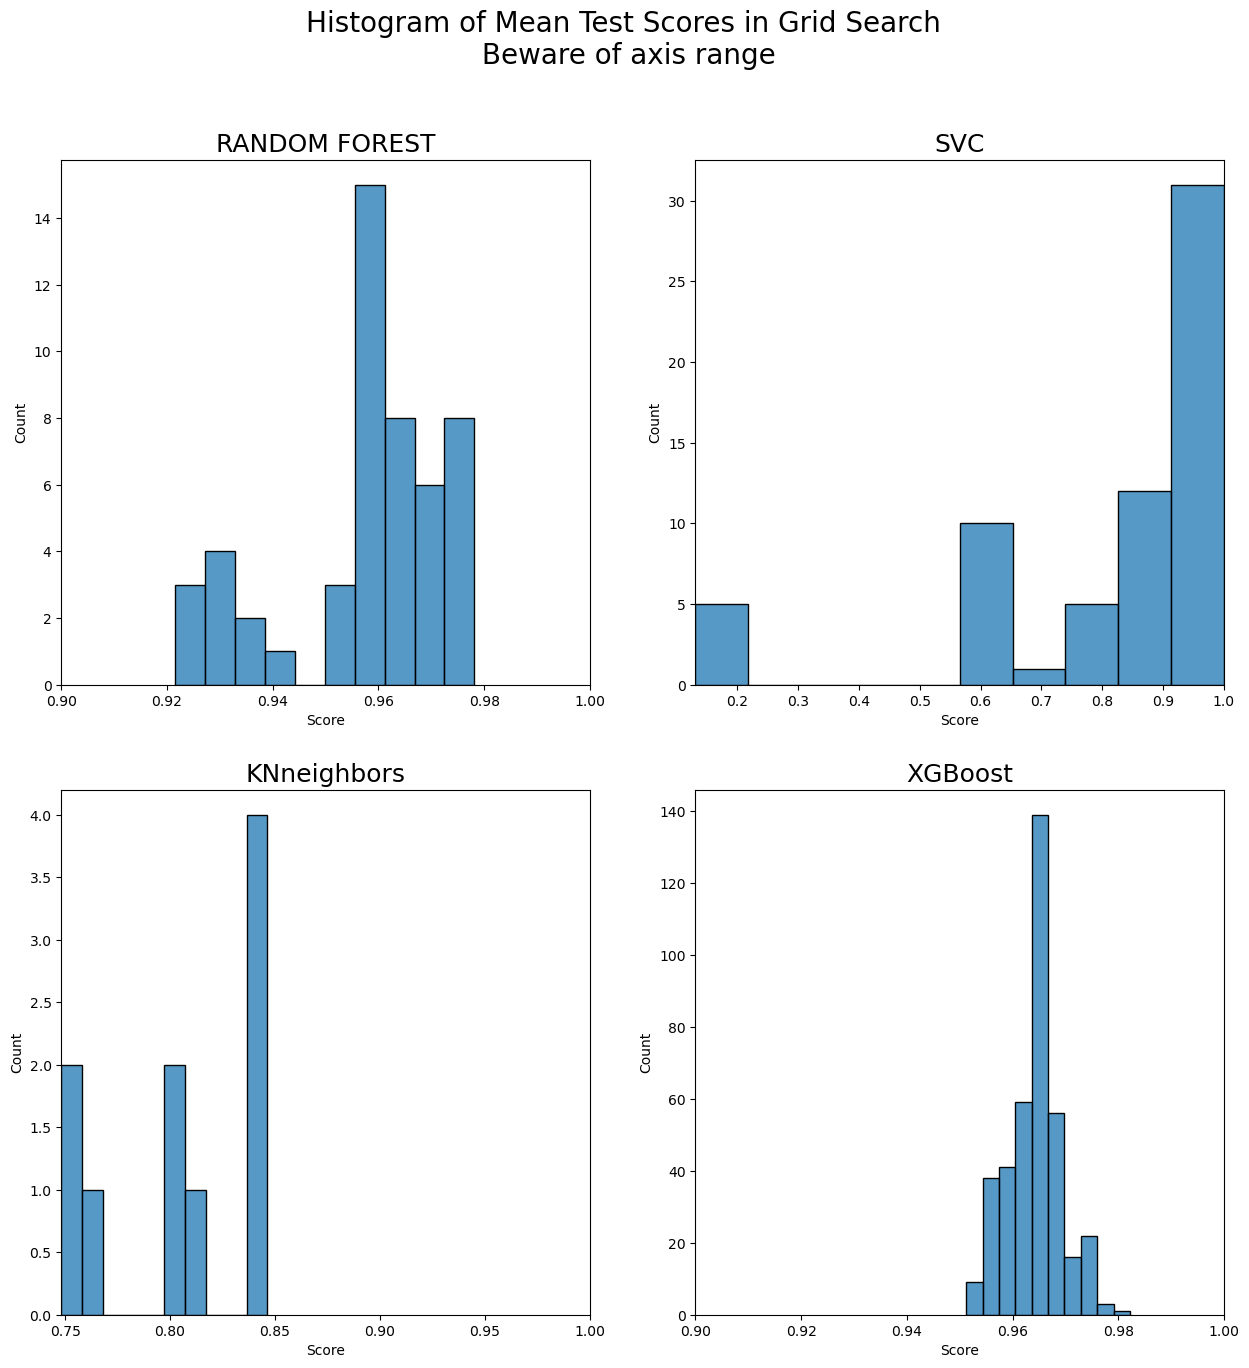 Histogram of Mean Test Scores in Grid Search
Beware of axis range
RANDOM FOREST
Count
14
12
10
8
6
4
2
0
0.90 0.92 0.94 0.96 0.98 1.00
Score
SVC
Count
30
25
20
15
10
5
0
0.2 0.3 0.4 0.5 0.6 0.7 0.8 0.9 1.0
Score
KNneighbors
Count
4.0
3.5
3.0
2.5
2.0
1.5
1.0
0.5
0.0
0.75 0.80 0.85 0.90 0.95 1.00
Score
XGBoost
Count
140
120
100
80
60
40
20
0
0.90 0.92 0.94 0.96 0.98 1.00
Score